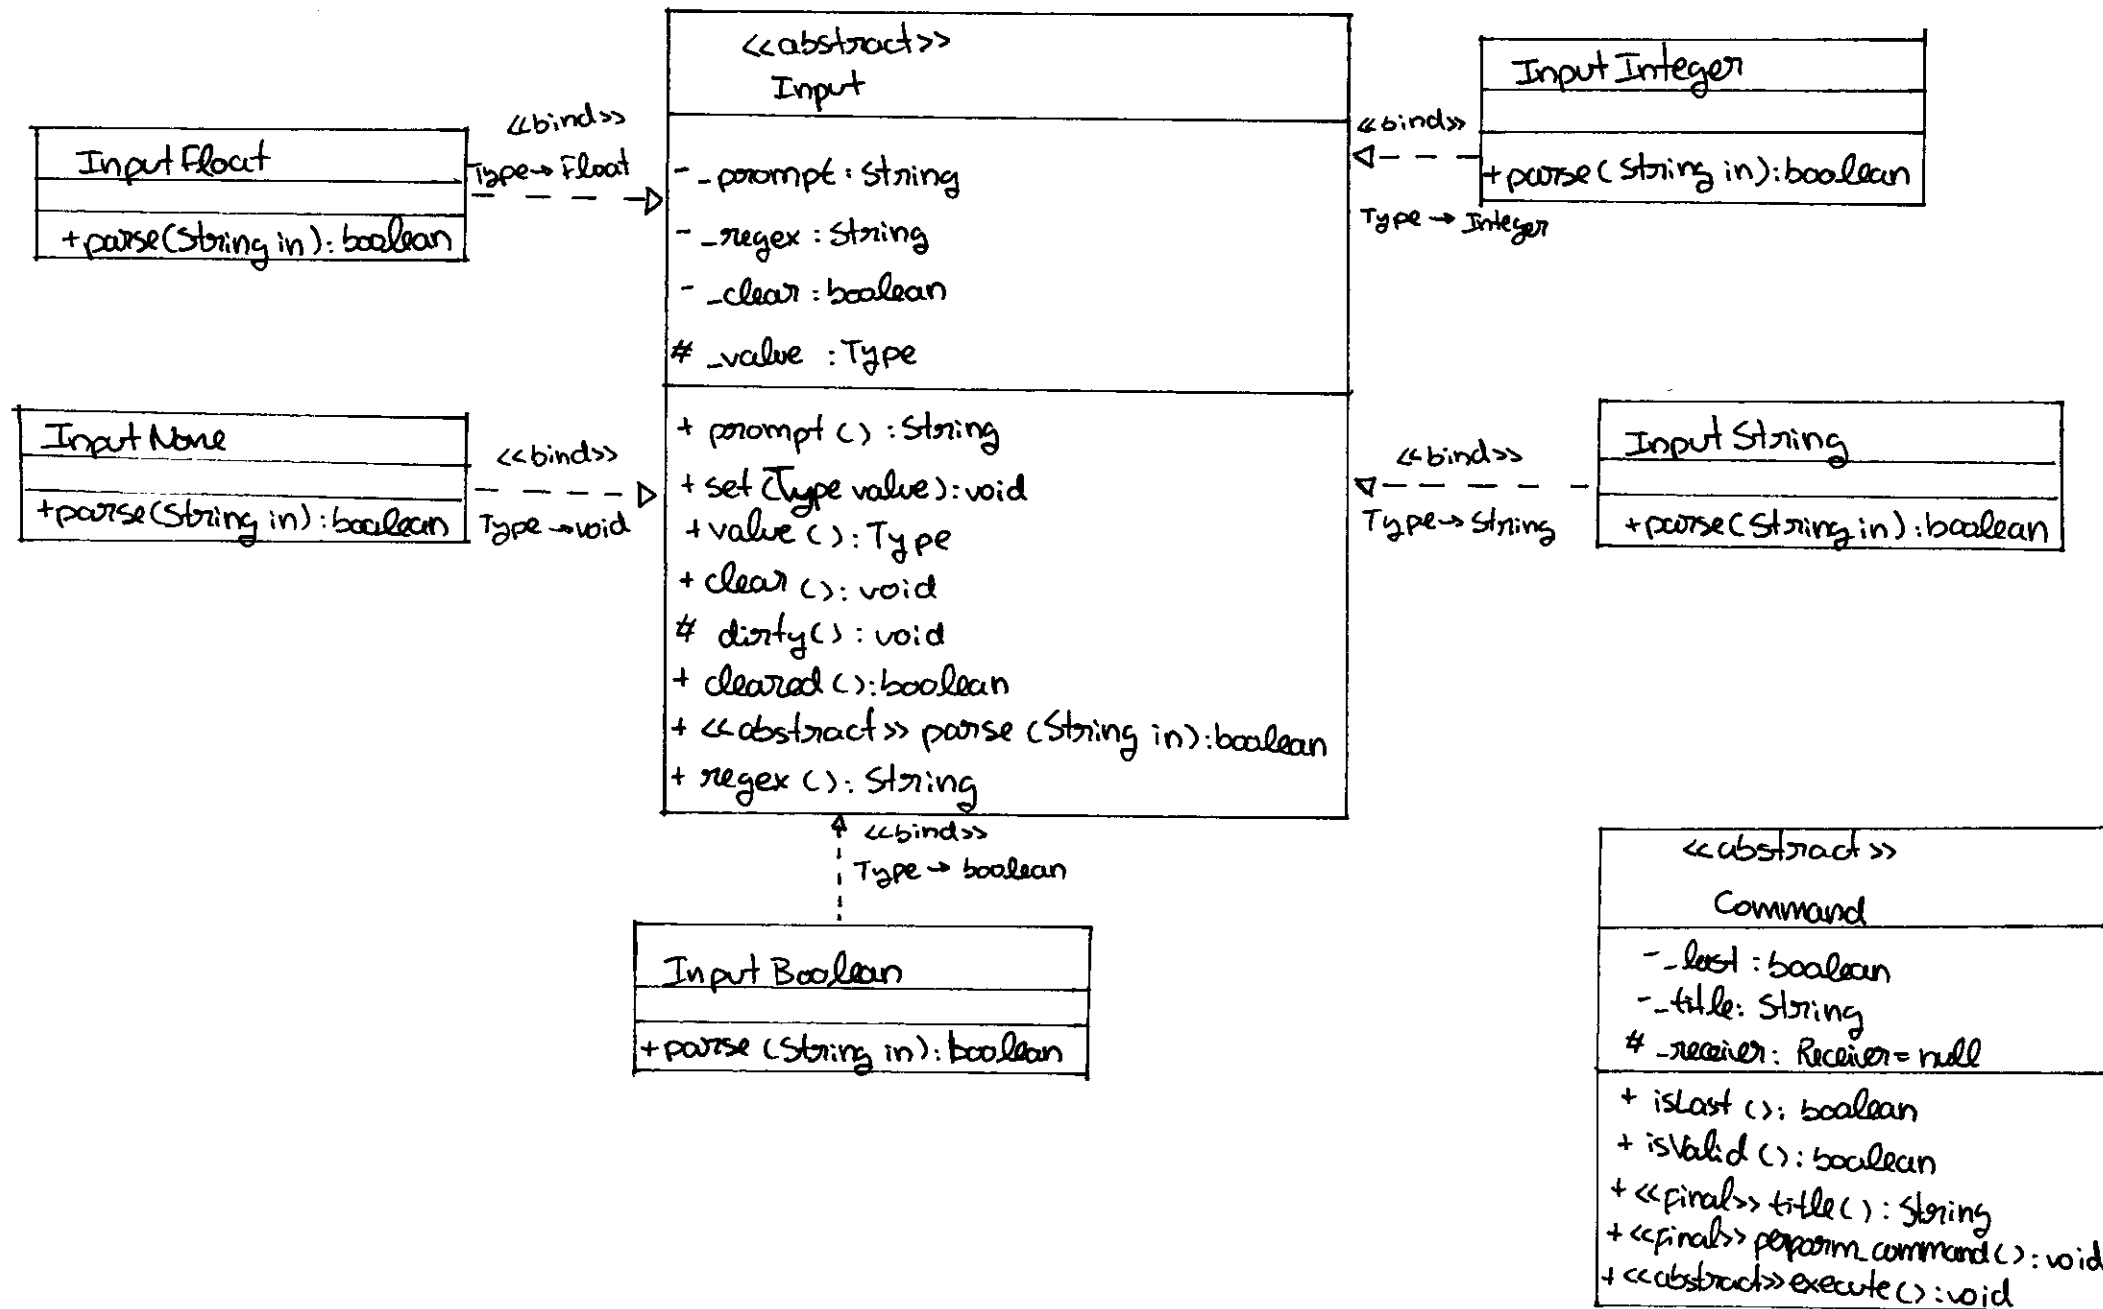 <<abstract>>
Input
- _prompt : String
- _regex : String
- _clear : boolean
# _value : Type
+ prompt () : String
+ set (Type value) : void
+ value () : Type
+ clear () : void
# dirty () : void
+ cleared () : boolean
+ <<abstract>> parse (String in) : boolean
+ regex () : String
Input Float
+ parse (String in) : boolean
<<bind>>
Type → Float
Input None
+ parse (String in) : boolean
<<bind>>
Type → void
Input Integer
+ parse (String in) : boolean
<<bind>>
Type → Integer
Input String
+ parse (String in) : boolean
<<bind>>
Type → String
<<bind>>
Type → boolean
Input Boolean
+ parse (String in) : boolean
<<abstract>>
Command
- _last : boolean
- _title : String
# _receiver : Receiver = null
+ isLast () : boolean
+ isValid () : boolean
+ <<final>> title () : String
+ <<final>> perporm_command () : void
+ <<abstract>> execute () : void